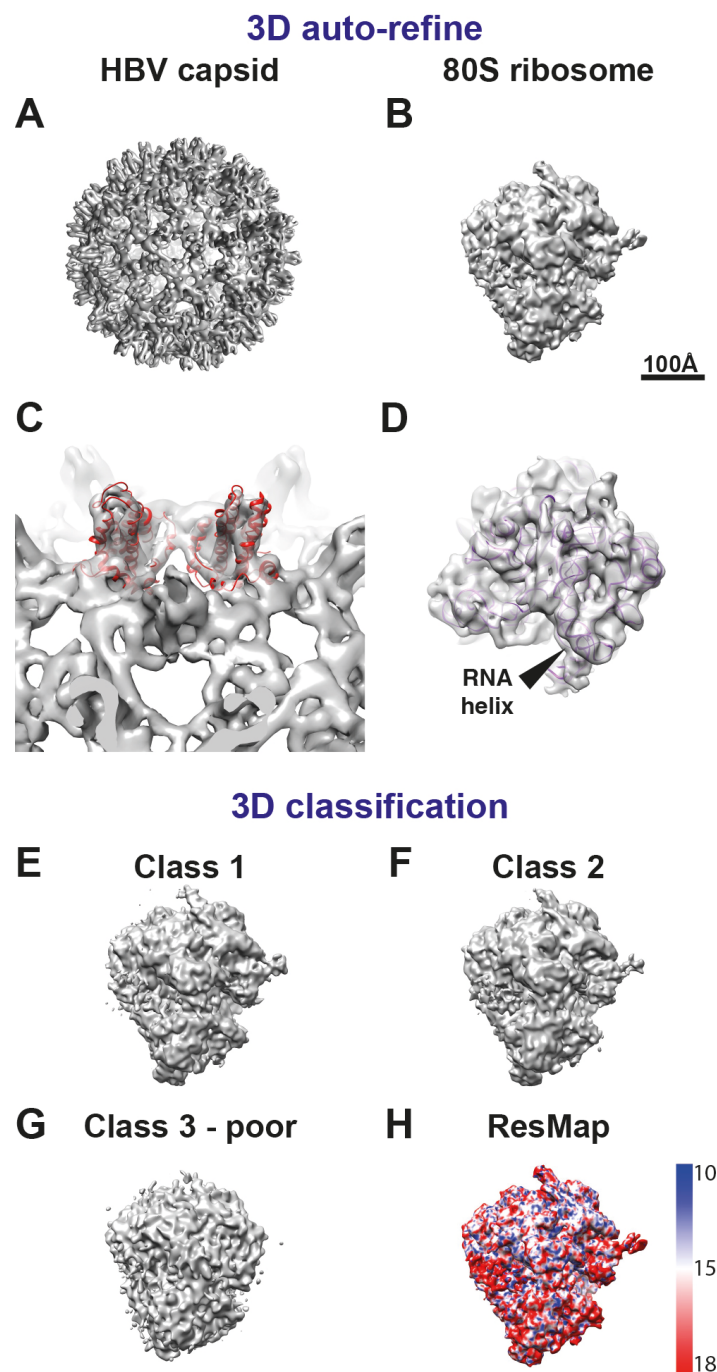 3D auto-refine
HBV capsid
80S ribosome
A
B
100Å
C
D
RNA
helix
3D classification
E
Class 1
F
Class 2
G
Class 3 - poor
H
ResMap
10
15
18